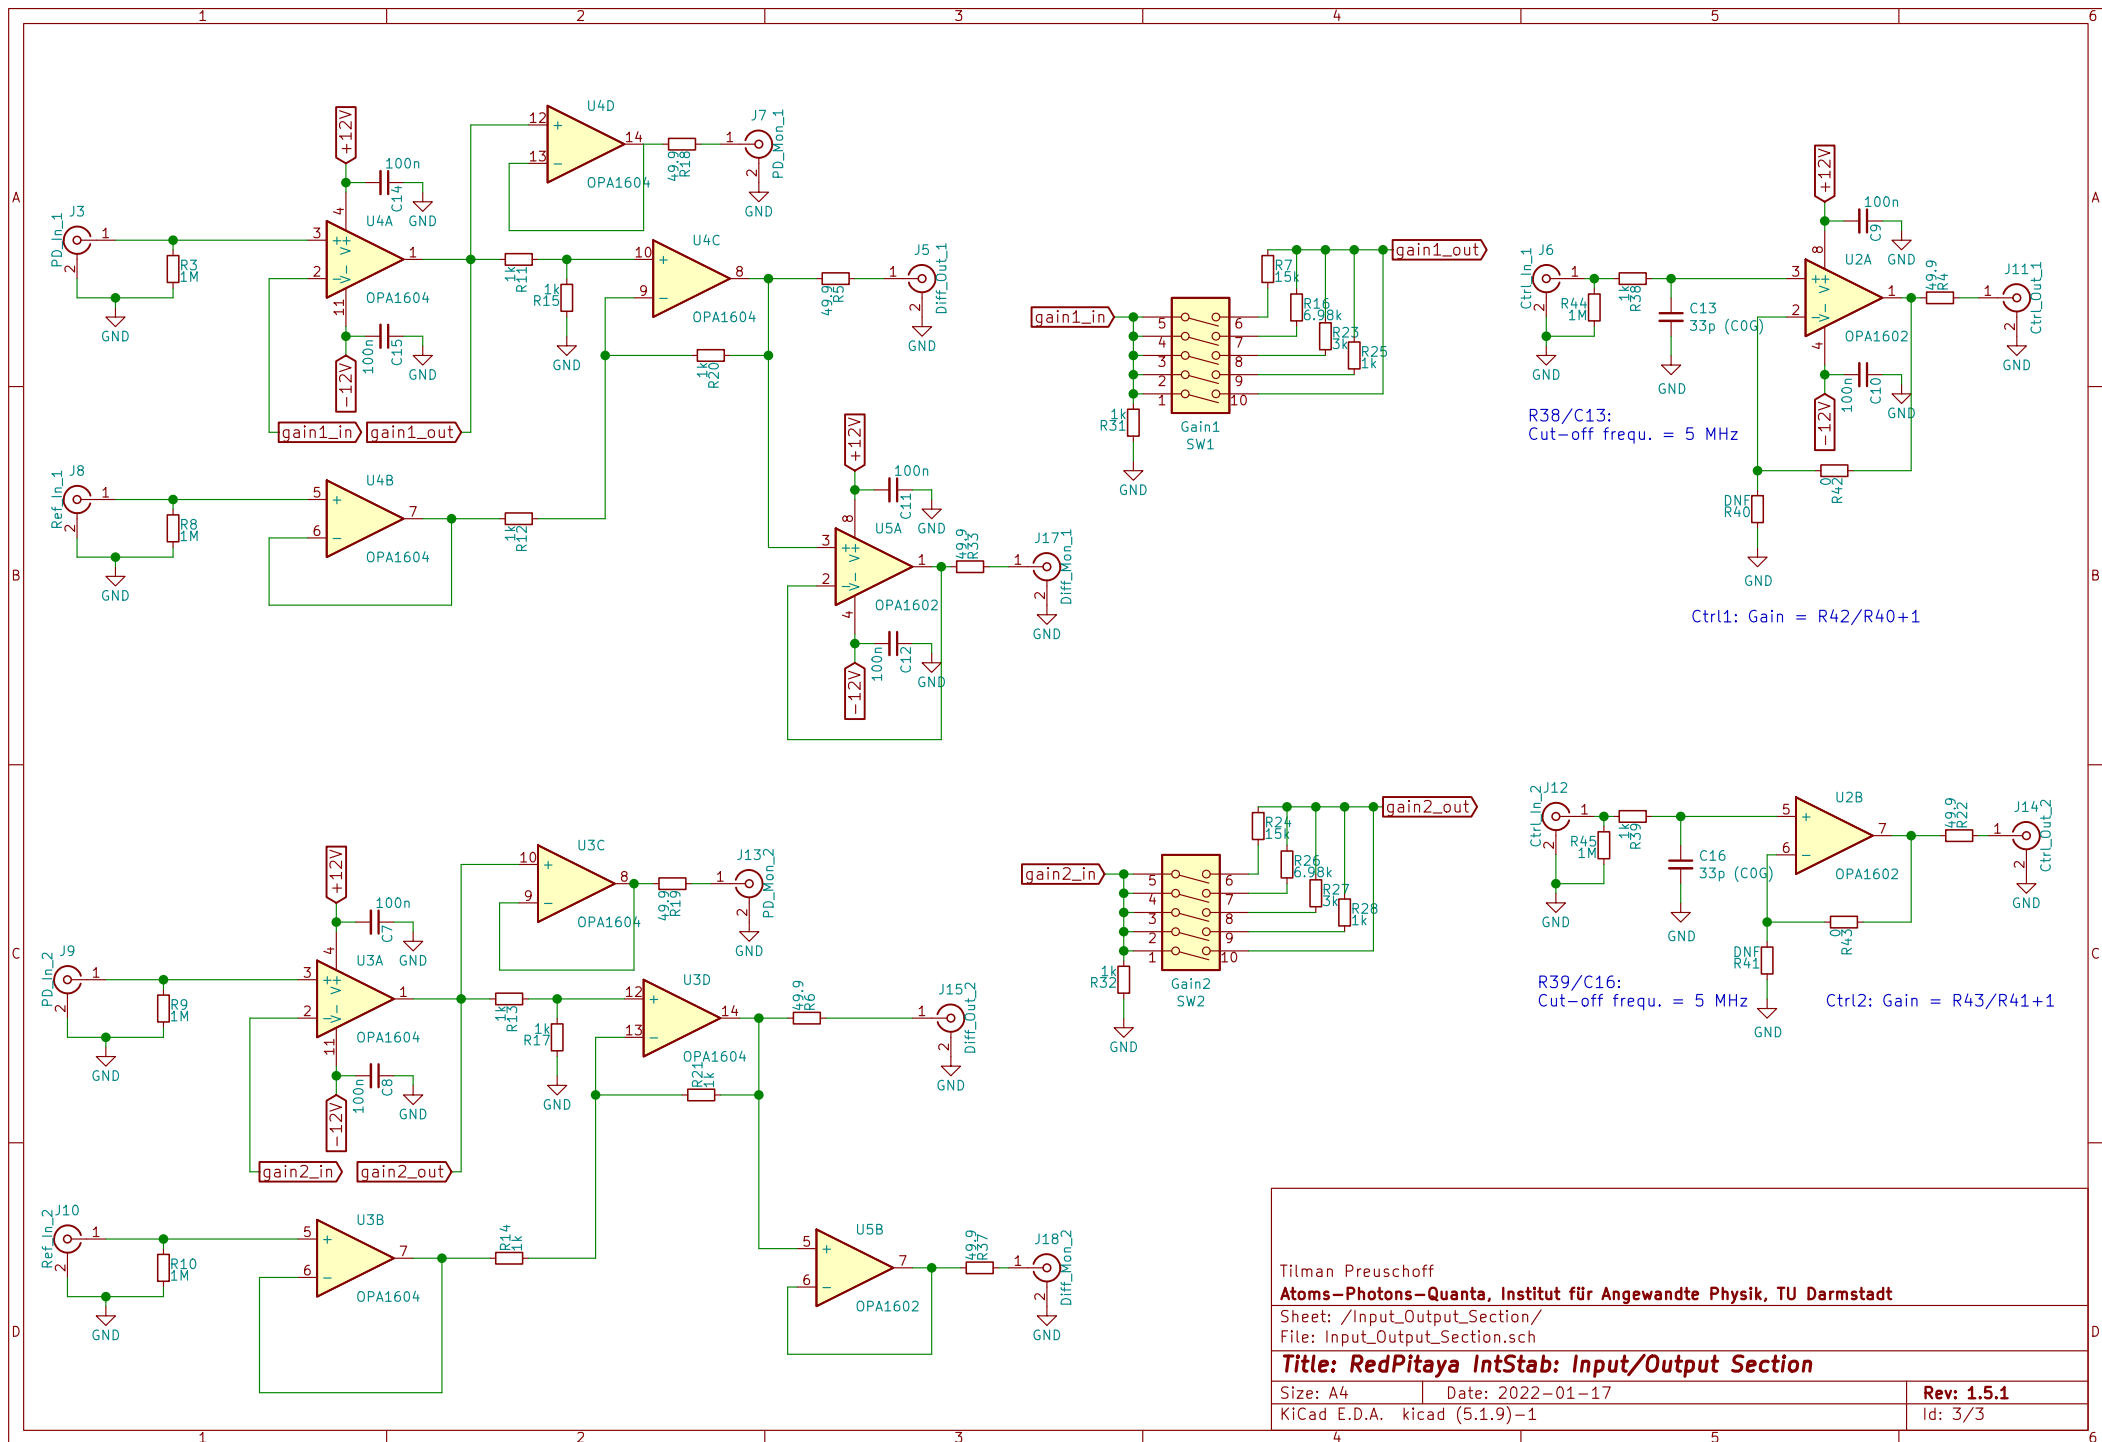 1 2 3 4 5 6
A
B
C
D
A
B
C
D
1 2 3 4 5 6
J3
PD_In_1
1
2
GND
R3
1M
+12V
100n
C14
GND
4
U4A
3
2
1
++
V+
V-
11
OPA1604
100n
C15
GND
-12V
gain1_in
gain1_out
U4D
12
13
14
+
-
OPA1604
49.9
R18
J7
PD_Mon_1
1
2
GND
1k
R11
1k
R15
GND
U4C
10
9
8
+
-
OPA1604
1k
R20
49.9
R5
J5
Diff_Out_1
1
2
GND
J8
Ref_In_1
1
2
GND
R8
1M
U4B
5
6
7
+
-
OPA1604
1k
R12
+12V
100n
C11
GND
8
U5A
3
2
1
++
V+
V-
4
OPA1602
100n
C12
GND
-12V
49.9
R33
J17
Diff_Mon_1
1
2
GND
gain1_in
gain1_out
R7
15k
R16
6.98k
R23
3k
R25
1k
5 6
4 7
3 8
2 9
1 10
1k
R31
GND
Gain1
SW1
J6
Ctrl_In_1
1
2
GND
R44
1M
1k
R38
C13
33p (C0G)
GND
+12V
100n
C9
GND
8
U2A
3
2
1
++
V+
V-
4
OPA1602
100n
C10
GND
-12V
49.9
R4
J11
Ctrl_Out_1
1
2
GND
0
R42
DNF
R40
GND
R38/C13:
Cut-off frequ. = 5 MHz
Ctrl1: Gain = R42/R40+1
J9
PD_In_2
1
2
GND
R9
1M
+12V
100n
C7
GND
4
U3A
3
2
1
++
V+
V-
11
OPA1604
100n
C8
GND
-12V
gain2_in
gain2_out
U3C
10
9
8
+
-
OPA1604
49.9
R19
J13
PD_Mon_2
1
2
GND
1k
R13
1k
R17
GND
U3D
12
13
14
+
-
OPA1604
R21
1k
49.9
R6
J15
Diff_Out_2
1
2
GND
J10
Ref_In_2
1
2
GND
R10
1M
U3B
5
6
7
+
-
OPA1604
R14
1k
U5B
5
6
7
+
-
OPA1602
49.9
R37
J18
Diff_Mon_2
1
2
GND
gain2_in
gain2_out
R24
15k
R26
6.98k
R27
3k
R28
1k
5 6
4 7
3 8
2 9
1 10
1k
R32
GND
Gain2
SW2
J12
Ctrl_In_2
1
2
GND
R45
1M
1k
R39
C16
33p (C0G)
GND
U2B
5
6
7
+
-
OPA1602
49.9
R22
J14
Ctrl_Out_2
1
2
GND
0
R43
DNF
R41
GND
R39/C16:
Cut-off frequ. = 5 MHz
Ctrl2: Gain = R43/R41+1
Tilman Preuschoff
Atoms-Photons-Quanta, Institut für Angewandte Physik, TU Darmstadt
Sheet: /Input_Output_Section/
File: Input_Output_Section.sch
Title: RedPitaya IntStab: Input/Output Section
Size: A4 Date: 2022-01-17 Rev: 1.5.1
KiCad E.D.A. kicad (5.1.9)-1 Id: 3/3